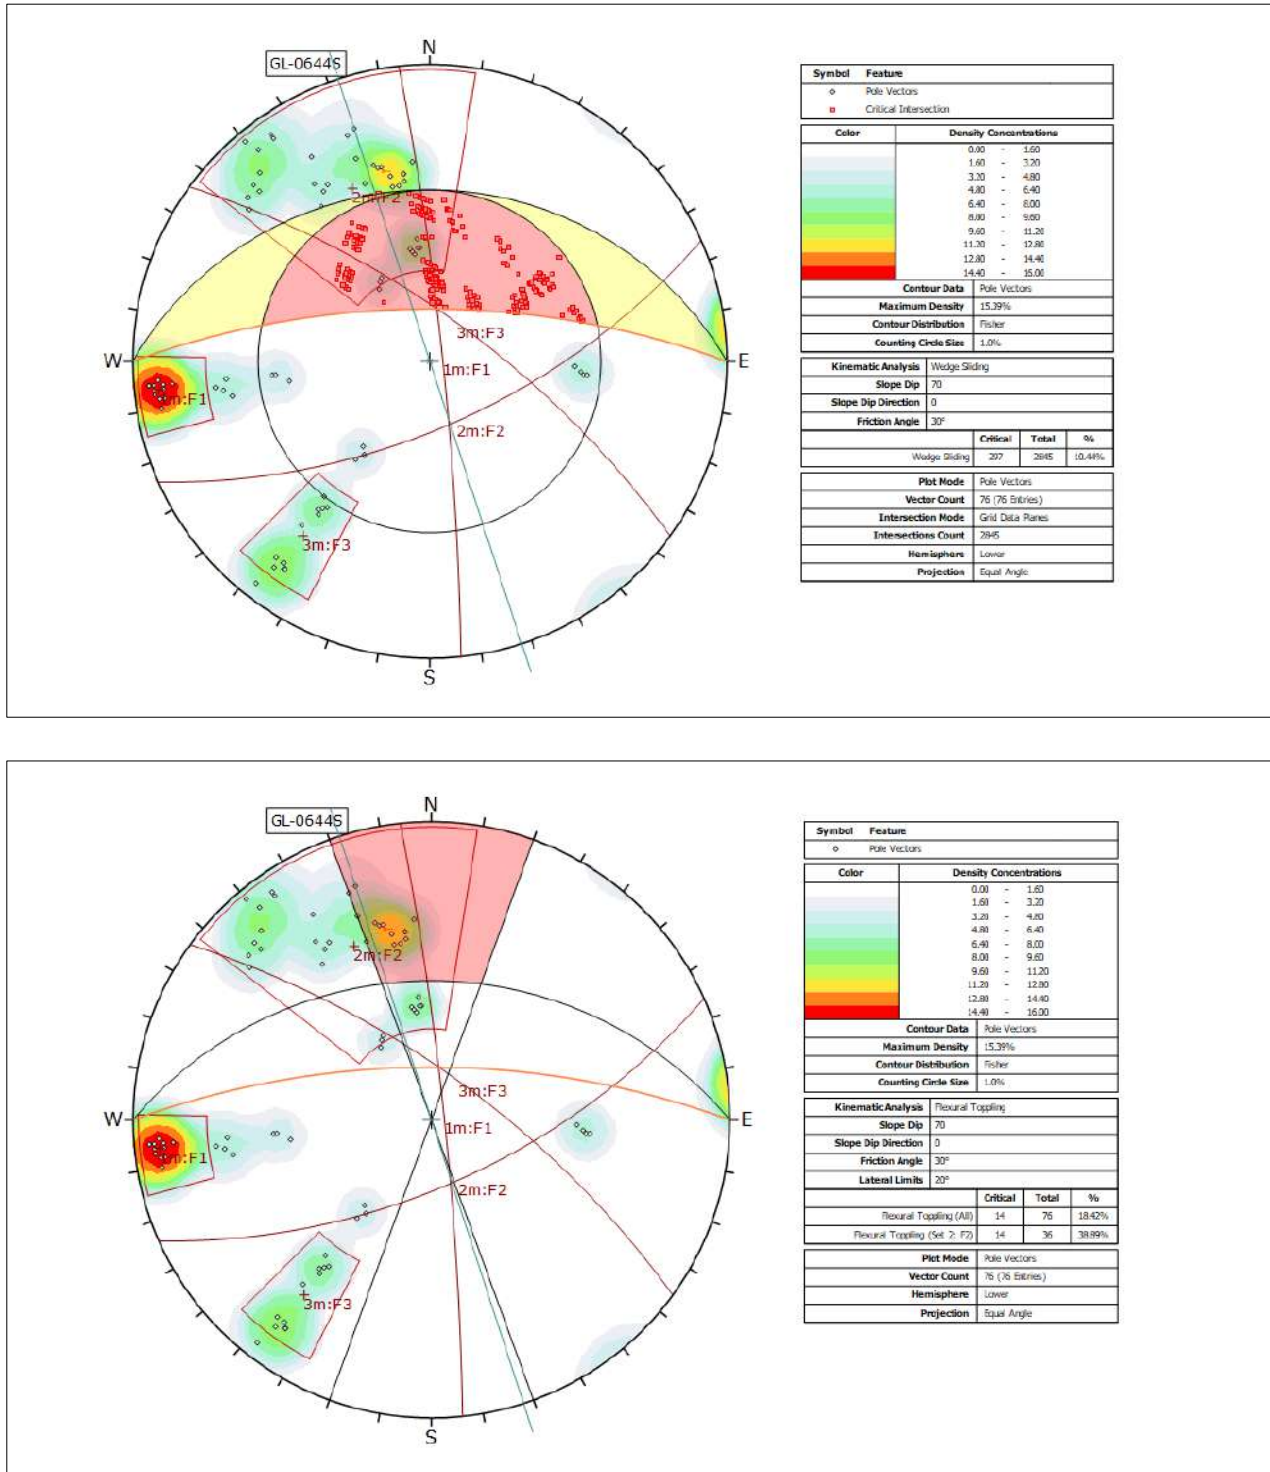 N
GL-0644S
2m:F2
W
E
3m:F3
1m:F1
2m:F2
m:F1
3m:F3
S
Symbol Feature
Pole Vectors
Critical Intersection
Color Density Concentrations
0.00 - 1.60
1.60 - 3.20
3.20 - 4.80
4.80 - 6.40
6.40 - 8.00
8.00 - 9.60
9.60 - 11.20
11.20 - 12.80
12.80 - 14.40
14.40 - 16.00
Contour Data Pole Vectors
Maximum Density 15.39%
Contour Distribution Fisher
Counting Circle Size 1.0%
Kinematic Analysis Wedge Sliding
Slope Dip 70
Slope Dip Direction 0
Friction Angle 30°
Critical Total %
Wedge Sliding 297 2845 10.44%
Plot Mode Pole Vectors
Vector Count 76 (76 Entries)
Intersection Mode Grid Data Planes
Intersections Count 2845
Hemisphere Lower
Projection Equal Angle
N
GL-0644S
2m:F2
W
E
3m:F3
1m:F1
2m:F2
m:F1
3m:F3
S
Symbol Feature
Pole Vectors
Color Density Concentrations
0.00 - 1.60
1.60 - 3.20
3.20 - 4.80
4.80 - 6.40
6.40 - 8.00
8.00 - 9.60
9.60 - 11.20
11.20 - 12.80
12.80 - 14.40
14.40 - 16.00
Contour Data Pole Vectors
Maximum Density 15.39%
Contour Distribution Fisher
Counting Circle Size 1.0%
Kinematic Analysis Flexural Toppling
Slope Dip 70
Slope Dip Direction 0
Friction Angle 30°
Lateral Limits 20°
Critical Total %
Flexural Toppling (All) 14 76 18.42%
Flexural Toppling (Set 2: F2) 14 36 38.89%
Plot Mode Pole Vectors
Vector Count 76 (76 Entries)
Hemisphere Lower
Projection Equal Angle